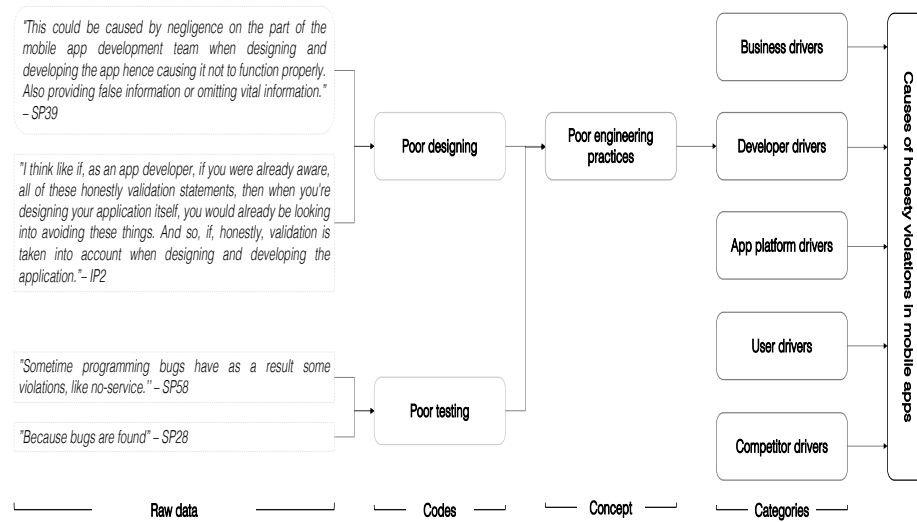 "This could be caused by negligence on the part of the
mobile app development team when designing and
developing the app hence causing it not to function properly.
Also providing false information or omitting vital information."
– SP39
"I think like if, as an app developer, if you were already aware,
all of these honestly validation statements, then when you're
designing your application itself, you would already be looking
into avoiding these things. And so, if, honestly, validation is
taken into account when designing and developing the
application."– IP2
"Sometime programming bugs have as a result some
violations, like no-service.'' – SP58
"Because bugs are found" – SP28
Raw data
Poor designing
Poor testing
Codes
Poor engineering
practices
Concept
Business drivers
Developer drivers
App platform drivers
User drivers
Competitor drivers
Categories
Causes of honesty violations in mobile apps